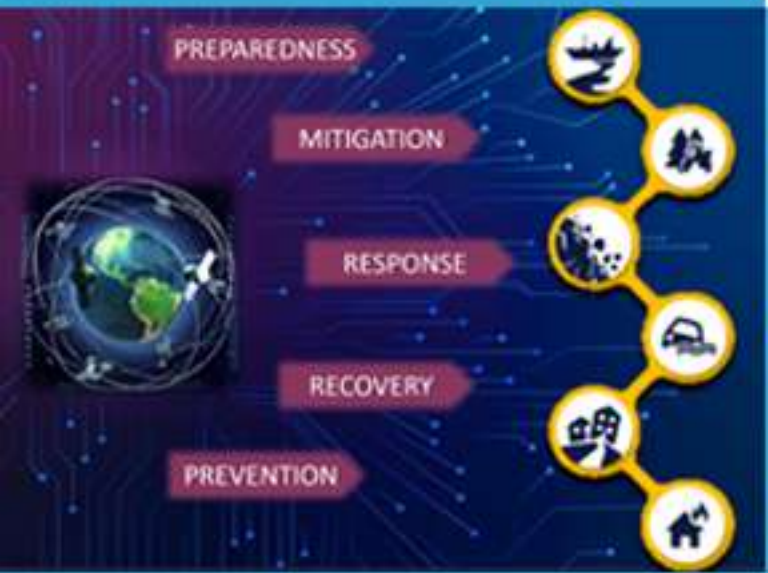 PREPAREDNESS
MITIGATION
RESPONSE
RECOVERY
PREVENTION